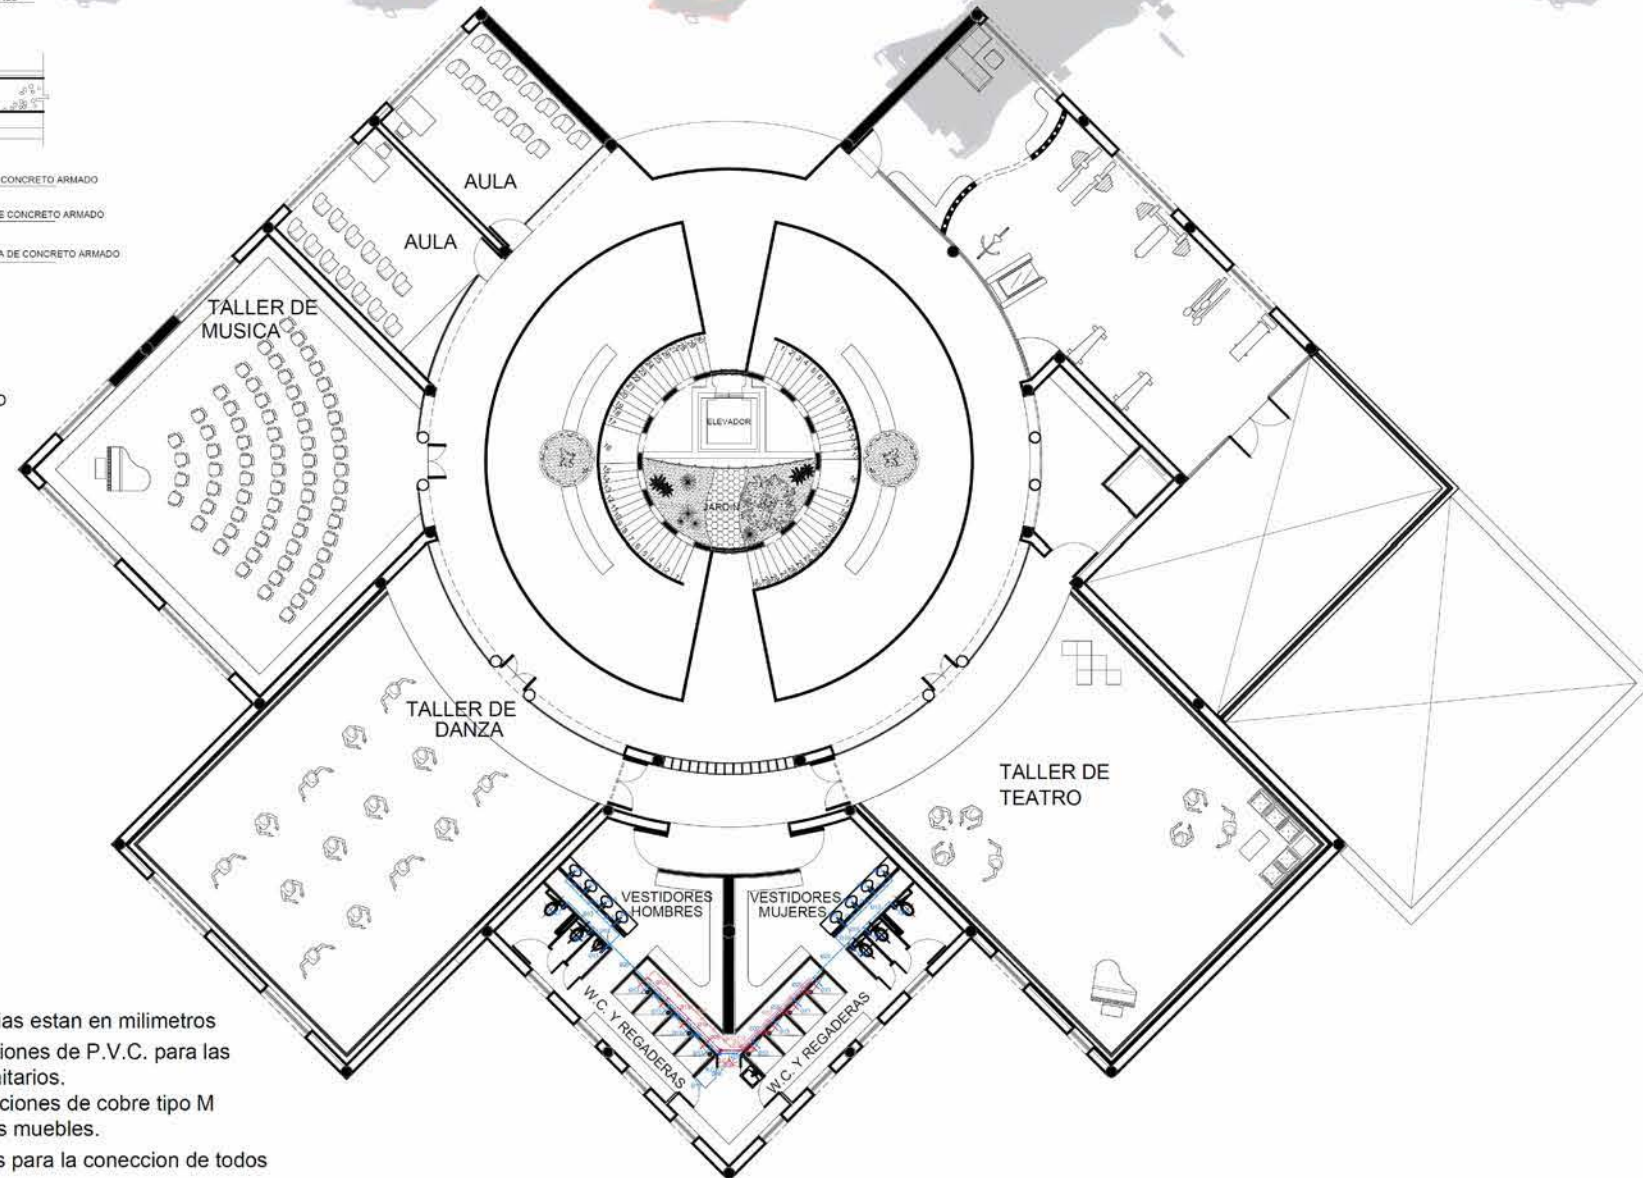 CONCRETO ARMADO
E CONCRETO ARMADO
A DE CONCRETO ARMADO
o
AULA
AULA
TALLER DE
MUSICA
ELEVADOR
JARDIN
TALLER DE
DANZA
TALLER DE
TEATRO
VESTIDORES
HOMBRES
VESTIDORES
MUJERES
W.C. Y REGADERAS
W.C. Y REGADERAS
ias estan en milimetros
iones de P.V.C. para las
nitarios.
ciones de cobre tipo M
s muebles.
s para la coneccion de todos